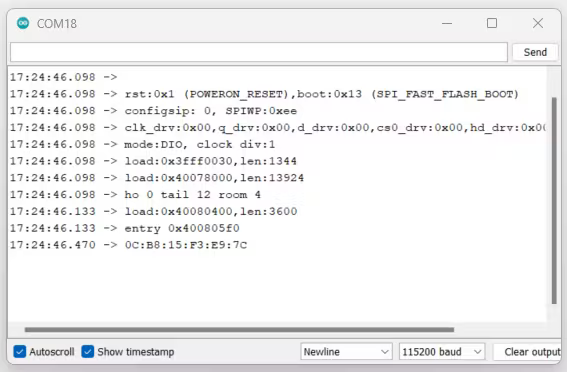 COM18
Send
17:24:46.098 ->
17:24:46.098 -> rst:0x1 (POWERON_RESET),boot:0x13 (SPI_FAST_FLASH_BOOT)
17:24:46.098 -> configsip: 0, SPIWP:0xee
17:24:46.098 -> clk_drv:0x00,q_drv:0x00,d_drv:0x00,cs0_drv:0x00,hd_drv:0x00
17:24:46.098 -> mode:DIO, clock div:1
17:24:46.098 -> load:0x3fff0030,len:1344
17:24:46.098 -> load:0x40078000,len:13924
17:24:46.098 -> ho 0 tail 12 room 4
17:24:46.133 -> load:0x40080400,len:3600
17:24:46.133 -> entry 0x400805f0
17:24:46.470 -> 0C:B8:15:F3:E9:7C
Autoscroll Show timestamp Newline 115200 baud Clear output